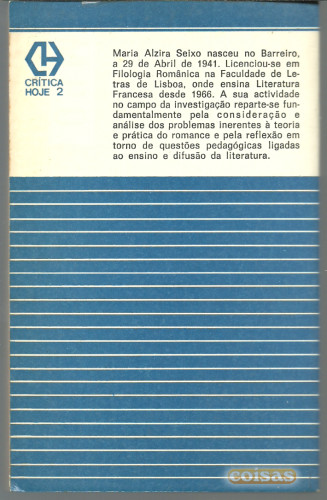 CRÍTICA
HOJE 2
Maria Alzira Seixo nasceu no Barreiro,
a 29 de Abril de 1941. Licenciou-se em
Filologia Românica na Faculdade de Le-
tras de Lisboa, onde ensina Literatura
Francesa desde 1966. A sua actividade
no campo da investigação reparte-se fun-
damentalmente pela consideração e
análise dos problemas inerentes à teoria
e prática do romance e pela reflexão em
torno de questões pedagógicas ligadas
ao ensino e difusão da literatura.
coisas